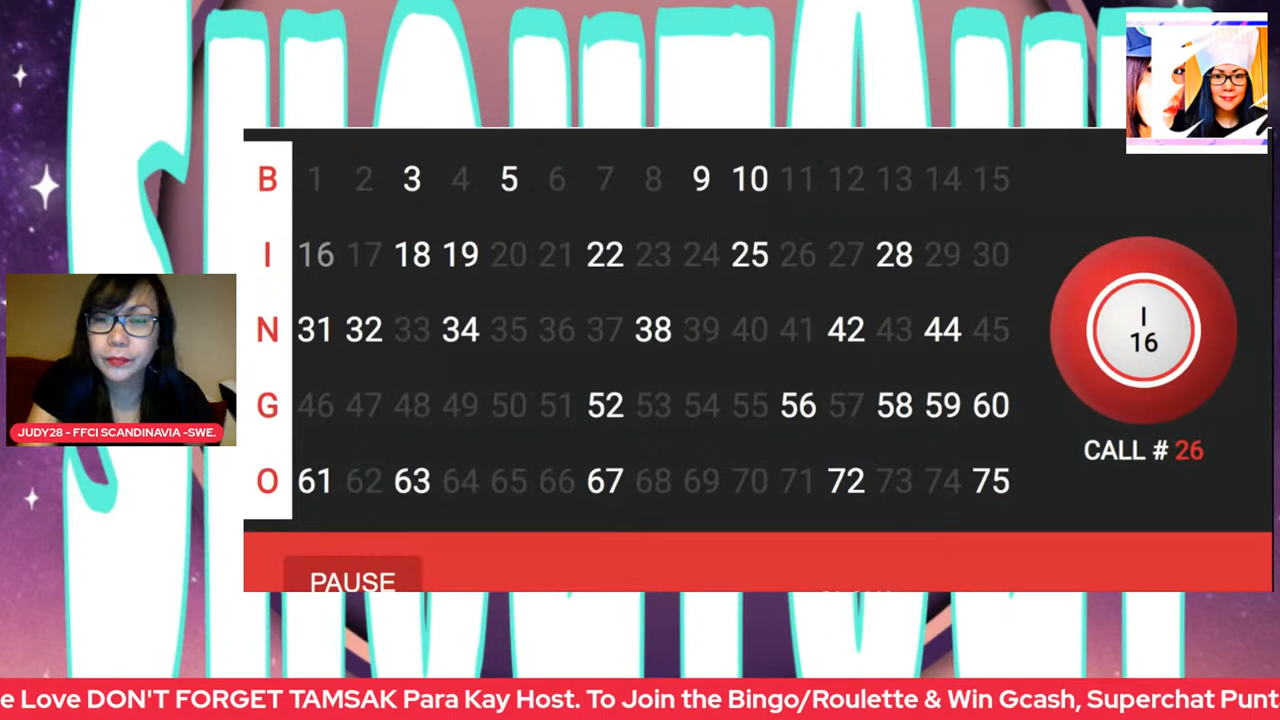 B 1 2 3 4 5 6 7 8 9 10 11 12 13 14 15
I 16 17 18 19 20 21 22 23 24 25 26 27 28 29 30
N 31 32 33 34 35 36 37 38 39 40 41 42 43 44 45
G 46 47 48 49 50 51 52 53 54 55 56 57 58 59 60
O 61 62 63 64 65 66 67 68 69 70 71 72 73 74 75
I
16
CALL # 26
JUDY28 - FFCI SCANDINAVIA -SWE.
PAUSE
e Love DON'T FORGET TAMSAK Para Kay Host. To Join the Bingo/Roulette & Win Gcash, Superchat Punt